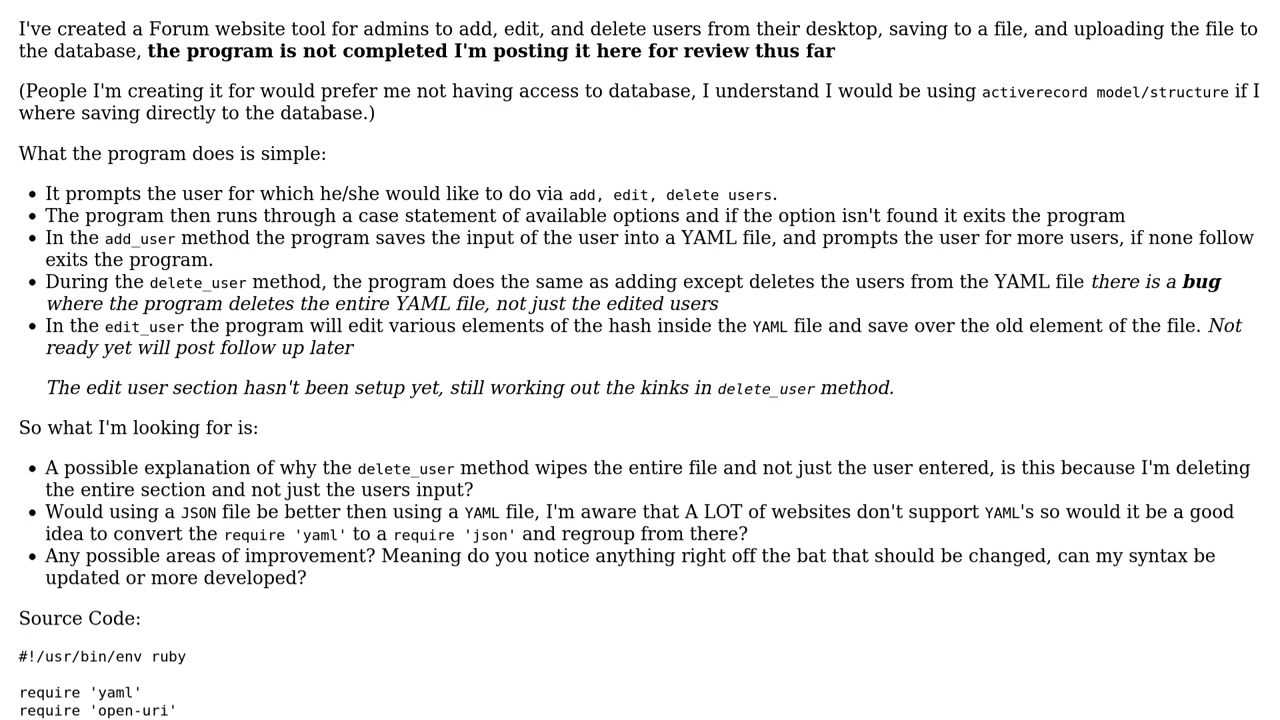 I've created a Forum website tool for admins to add, edit, and delete users from their desktop, saving to a file, and uploading the file to
the database, the program is not completed I'm posting it here for review thus far
(People I'm creating it for would prefer me not having access to database, I understand I would be using activerecord model/structure if I
where saving directly to the database.)
What the program does is simple:
• It prompts the user for which he/she would like to do via add, edit, delete users.
• The program then runs through a case statement of available options and if the option isn't found it exits the program
• In the add_user method the program saves the input of the user into a YAML file, and prompts the user for more users, if none follow
exits the program.
• During the delete_user method, the program does the same as adding except deletes the users from the YAML file there is a bug
where the program deletes the entire YAML file, not just the edited users
• In the edit_user the program will edit various elements of the hash inside the YAML file and save over the old element of the file. Not
ready yet will post follow up later
The edit user section hasn't been setup yet, still working out the kinks in delete_user method.
So what I'm looking for is:
• A possible explanation of why the delete_user method wipes the entire file and not just the user entered, is this because I'm deleting
the entire section and not just the users input?
• Would using a JSON file be better then using a YAML file, I'm aware that A LOT of websites don't support YAML's so would it be a good
idea to convert the require 'yaml' to a require 'json' and regroup from there?
• Any possible areas of improvement? Meaning do you notice anything right off the bat that should be changed, can my syntax be
updated or more developed?
Source Code:
#!/usr/bin/env ruby
require 'yaml'
require 'open-uri'